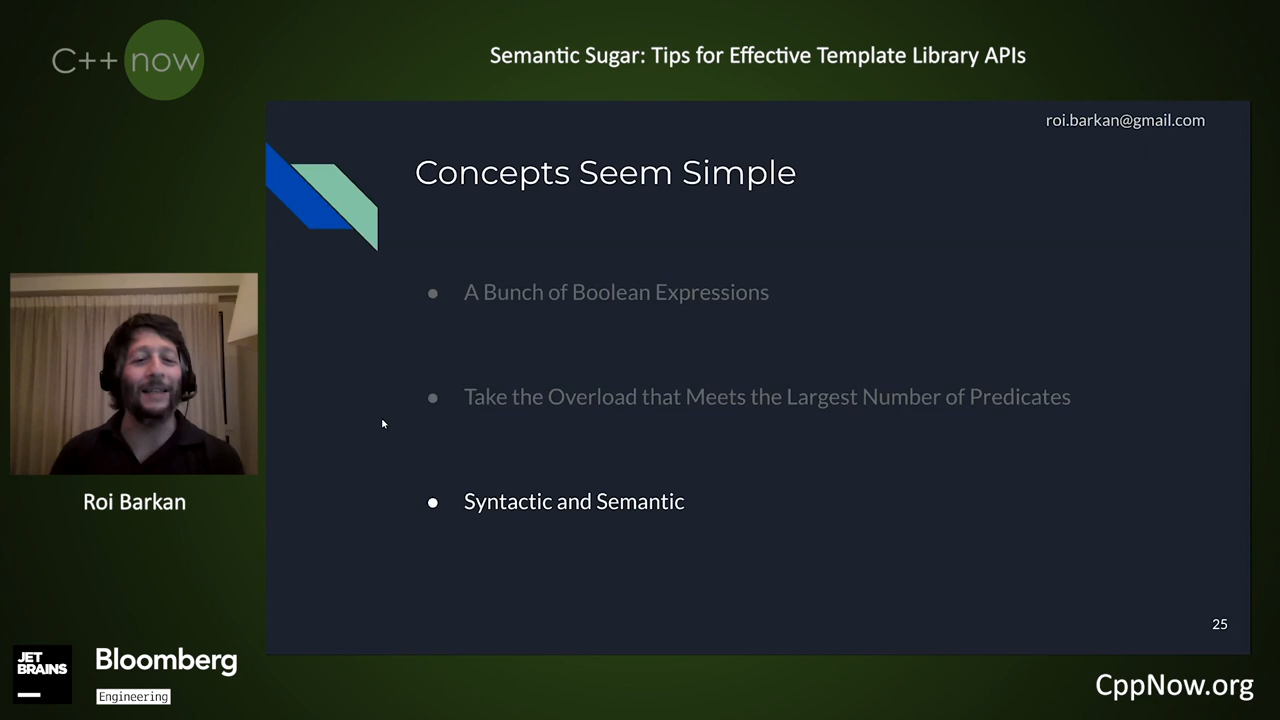 C++ now
Semantic Sugar: Tips for Effective Template Library APIs
roi.barkan@gmail.com
Concepts Seem Simple
● A Bunch of Boolean Expressions
● Take the Overload that Meets the Largest Number of Predicates
● Syntactic and Semantic
25
Roi Barkan
JET
BRAINS
Bloomberg
Engineering
CppNow.org